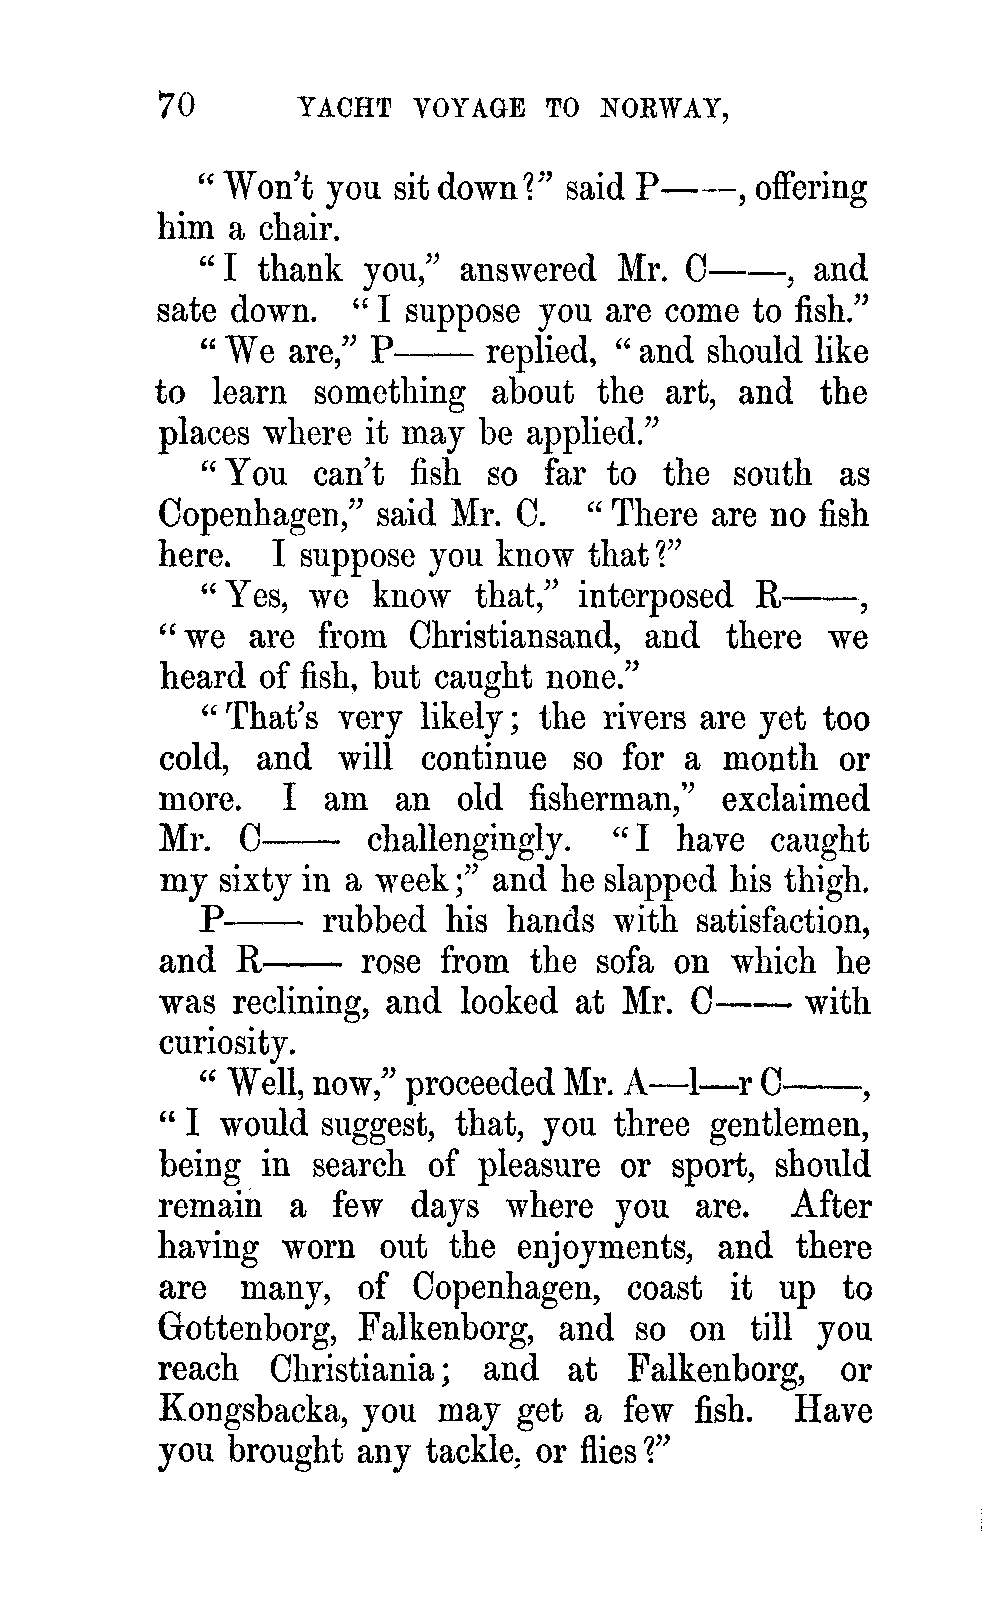 70 YACHT VOYAGE TO NORWAY,
“Won’t you sit down?” said P——, offering
him a chair.
“I thank you,” answered Mr. C——, and
sate down. “I suppose you are come to fish.”
“We are,” P—— replied, “and should like
to learn something about the art, and the
places where it may be applied.”
“You can’t fish so far to the south as
Copenhagen,” said Mr. C. “There are no fish
here. I suppose you know that?”
“Yes, we know that,” interposed R——,
“we are from Christiansand, and there we
heard of fish, but caught none.”
“That’s very likely; the rivers are yet too
cold, and will continue so for a month or
more. I am an old fisherman,” exclaimed
Mr. C—— challengingly. “I have caught
my sixty in a week;” and he slapped his thigh.
P—— rubbed his hands with satisfaction,
and R—— rose from the sofa on which he
was reclining, and looked at Mr. C—— with
curiosity.
“Well, now,” proceeded Mr. A—l—r C——,
“I would suggest, that, you three gentlemen,
being in search of pleasure or sport, should
remain a few days where you are. After
having worn out the enjoyments, and there
are many, of Copenhagen, coast it up to
Gottenborg, Falkenborg, and so on till you
reach Christiania; and at Falkenborg, or
Kongsbacka, you may get a few fish. Have
you brought any tackle, or flies?”